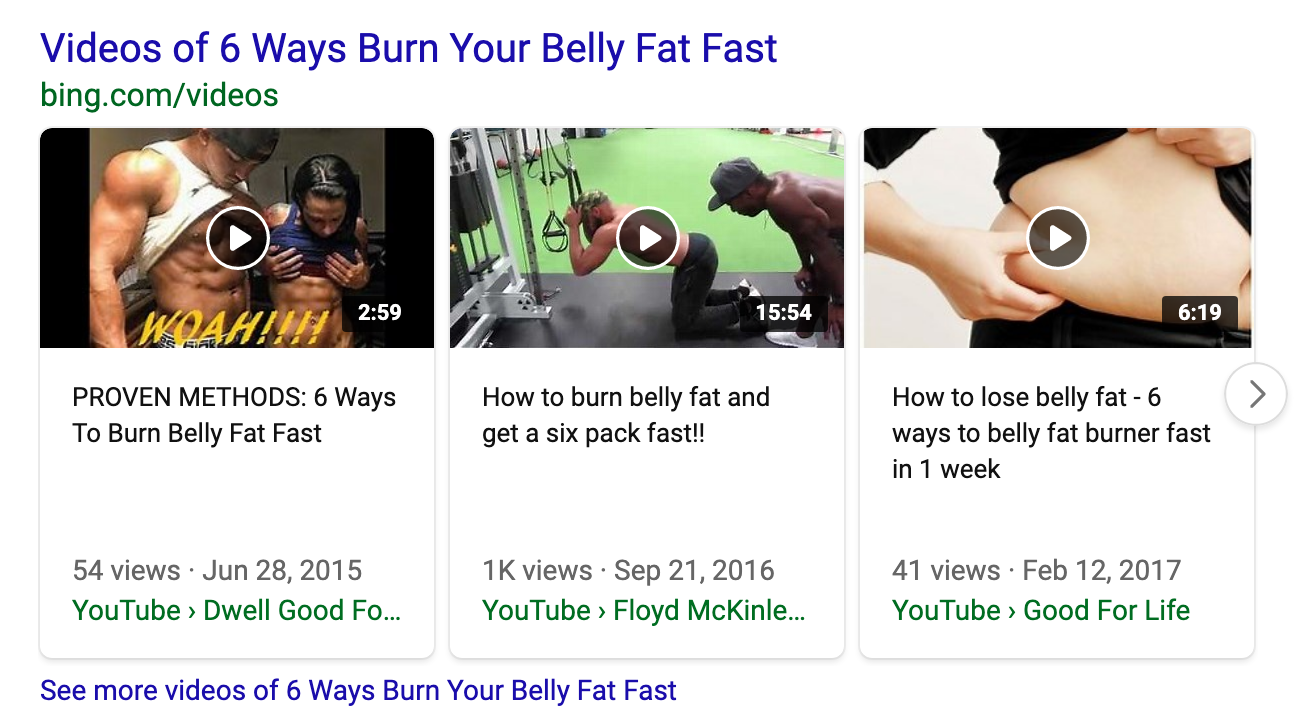 Videos of 6 Ways Burn Your Belly Fat Fast
bing.com/videos
WOAH!!!!
2:59
15:54
6:19
PROVEN METHODS: 6 Ways
To Burn Belly Fat Fast
54 views · Jun 28, 2015
YouTube › Dwell Good Fo...
How to burn belly fat and
get a six pack fast!!
1K views · Sep 21, 2016
YouTube › Floyd McKinle...
How to lose belly fat - 6
ways to belly fat burner fast
in 1 week
41 views · Feb 12, 2017
YouTube › Good For Life
See more videos of 6 Ways Burn Your Belly Fat Fast